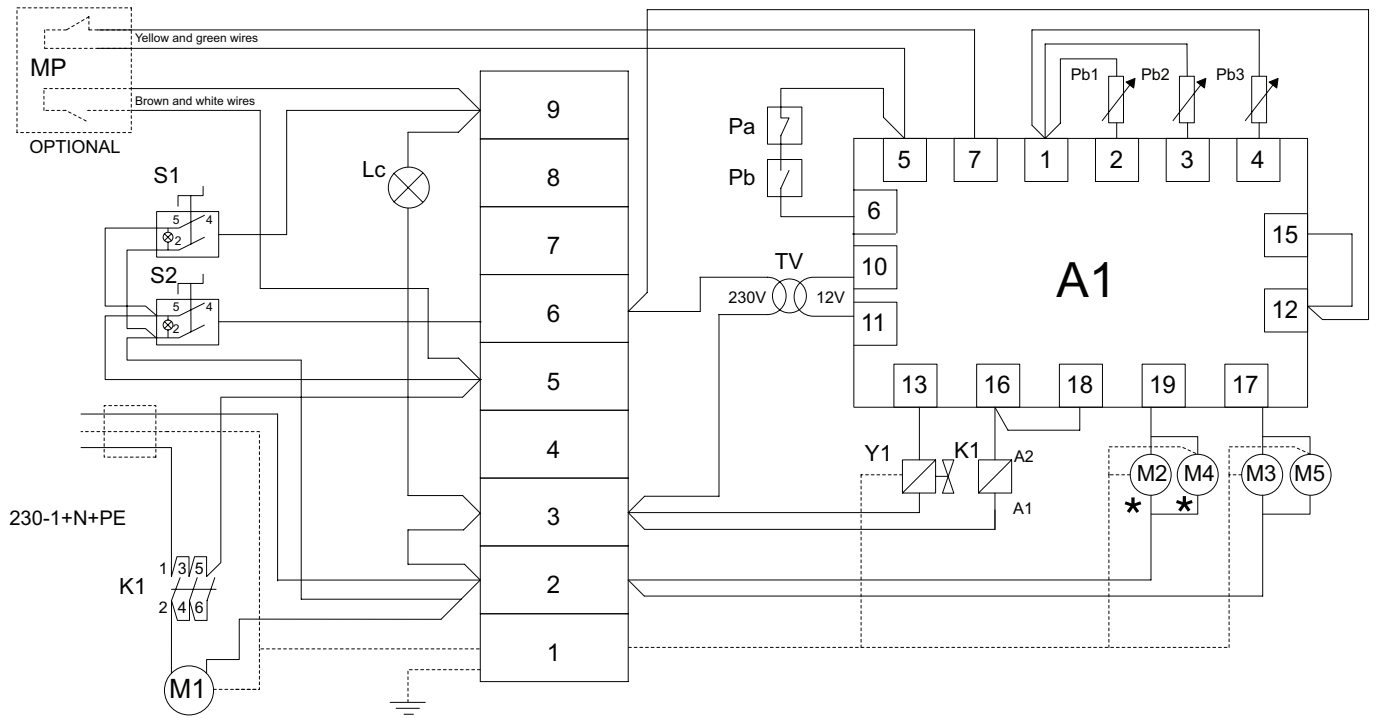 Yellow and green wires
MP
Brown and white wires
OPTIONAL
S1
5 4
2
S2
5 4
2
Lc
9
8
7
6
5
4
3
2
1
230-1+N+PE
K1
1 3 5
2 4 6
M1
Pa
Pb
TV
230V 12V
Pb1 Pb2 Pb3
5 7 1 2 3 4
6
10
11
15
12
A1
13 16 18 19 17
Y1
K1
A2
A1
M2 M4 M3 M5
* *